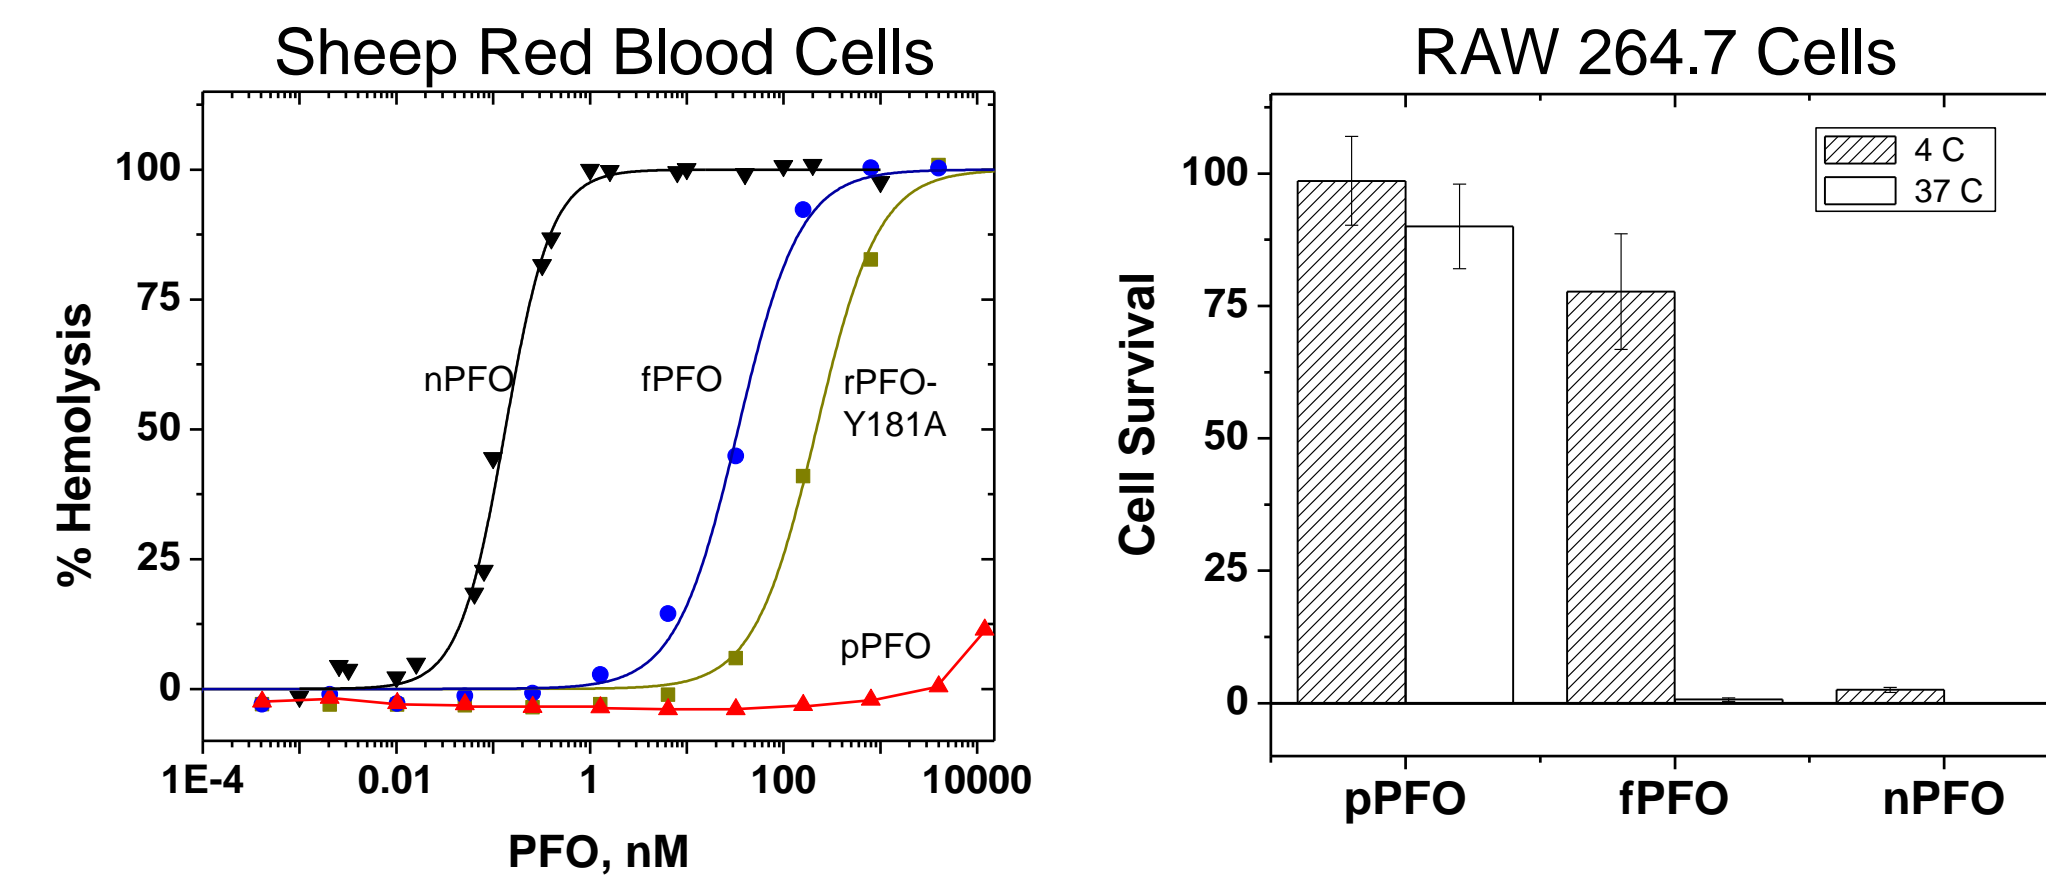 Sheep Red Blood Cells
% Hemolysis
100
75
50
25
0
nPFO
fPFO
rPFO-
Y181A
pPFO
1E-4 0.01 1 100 10000
PFO, nM
RAW 264.7 Cells
Cell Survival
100
75
50
25
0
4 C
37 C
pPFO fPFO nPFO